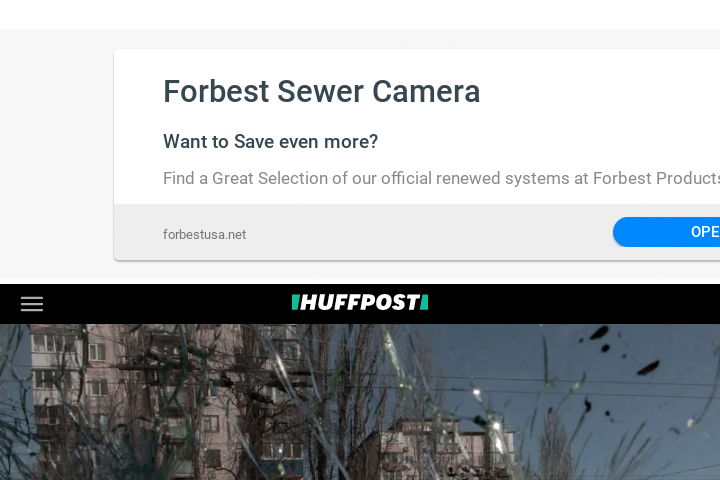 Forbest Sewer Camera
Want to Save even more?
Find a Great Selection of our official renewed systems at Forbest Products
forbestusa.net
OPE
HUFFPOST